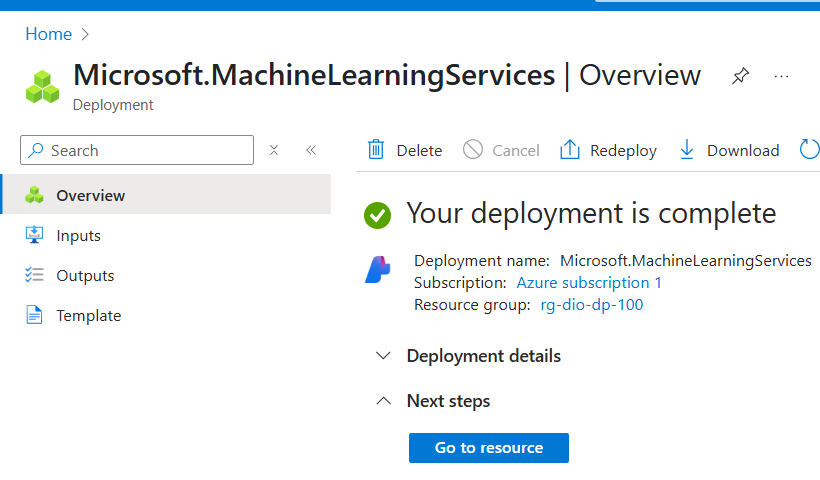 Home
Microsoft.MachineLearningServices | Overview
Deployment
Search
Delete
Cancel
Redeploy
Download
Overview
Inputs
Outputs
Template
Your deployment is complete
Deployment name: Microsoft.MachineLearningServices
Subscription: Azure subscription 1
Resource group: rg-dio-dp-100
Deployment details
Next steps
Go to resource